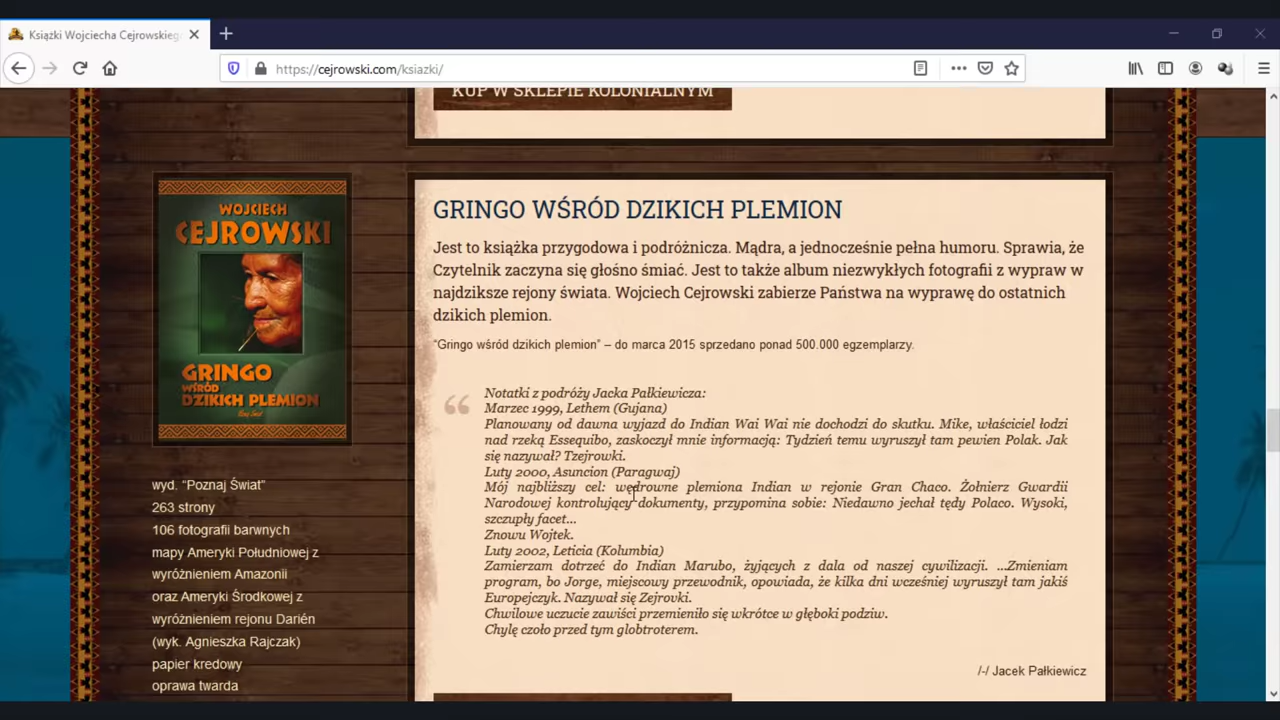 Książki Wojciecha Cejrowskiego
https://cejrowski.com/ksiazki/
KUP W SKLEPIE KOLONIALNYM
WOJCIECH
CEJROWSKI
GRINGO
WŚRÓD
DZIKICH PLEMION
wyd. “Poznaj Świat”
263 strony
106 fotografii barwnych
mapy Ameryki Południowej z
wyróżnieniem Amazonii
oraz Ameryki Środkowej z
wyróżnieniem rejonu Darién
(wyk. Agnieszka Rajczak)
papier kredowy
oprawa twarda
GRINGO WŚRÓD DZIKICH PLEMION
Jest to książka przygodowa i podróżnicza. Mądra, a jednocześnie pełna humoru. Sprawia, że
Czytelnik zaczyna się głośno śmiać. Jest to także album niezwykłych fotografii z wypraw w
najdziksze rejony świata. Wojciech Cejrowski zabierze Państwa na wyprawę do ostatnich
dzikich plemion.
“Gringo wśród dzikich plemion” – do marca 2015 sprzedano ponad 500.000 egzemplarzy.
“
Notatki z podróży Jacka Pałkiewicza:
Marzec 1999, Lethem (Gujana)
Planowany od dawna wyjazd do Indian Wai Wai nie dochodzi do skutku. Mike, właściciel łodzi
nad rzeką Essequibo, zaskoczył mnie informacją: Tydzień temu wyruszył tam pewien Polak. Jak
się nazywał? Tzejrowki.
Luty 2000, Asuncion (Paragwaj)
Mój najbliższy cel: wędrowne plemiona Indian w rejonie Gran Chaco. Żołnierz Gwardii
Narodowej kontrolujący dokumenty, przypomina sobie: Niedawno jechał tędy Polaco. Wysoki,
szczupły facet...
Znowu Wojtek.
Luty 2002, Leticia (Kolumbia)
Zamierzam dotrzeć do Indian Marubo, żyjących z dala od naszej cywilizacji. ...Zmieniam
program, bo Jorge, miejscowy przewodnik, opowiada, że kilka dni wcześniej wyruszył tam jakiś
Europejczyk. Nazywał się Zejrovki.
Chwilowe uczucie zawiści przemieniło się wkrótce w głęboki podziw.
Chylę czoło przed tym globtroterem.
/-/ Jacek Pałkiewicz